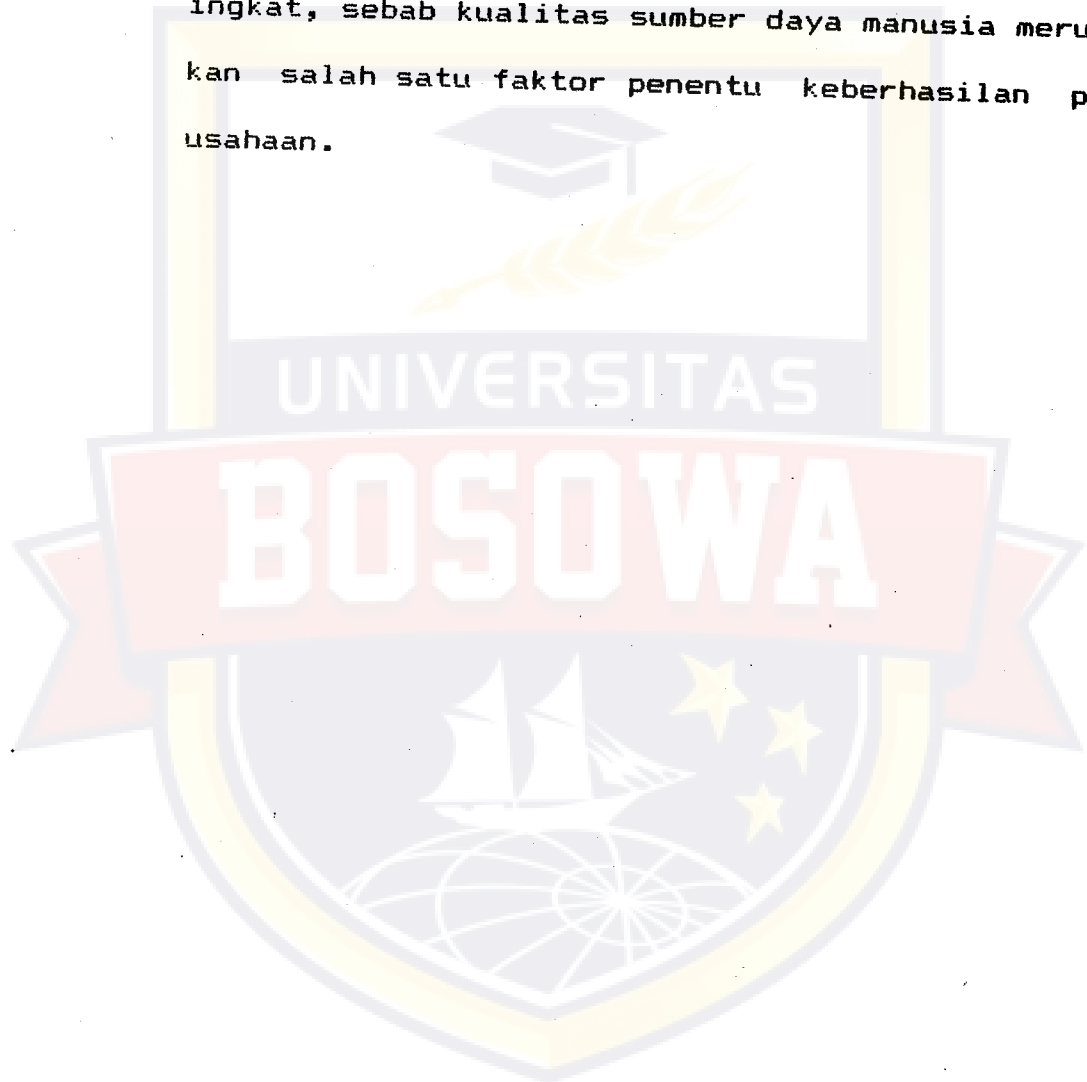 ingkat, sebab kualitas sumber daya manusia meru
kan salah satu faktor penentu keberhasilan p
usahaan.
UNIVERSITAS
BOSOWA